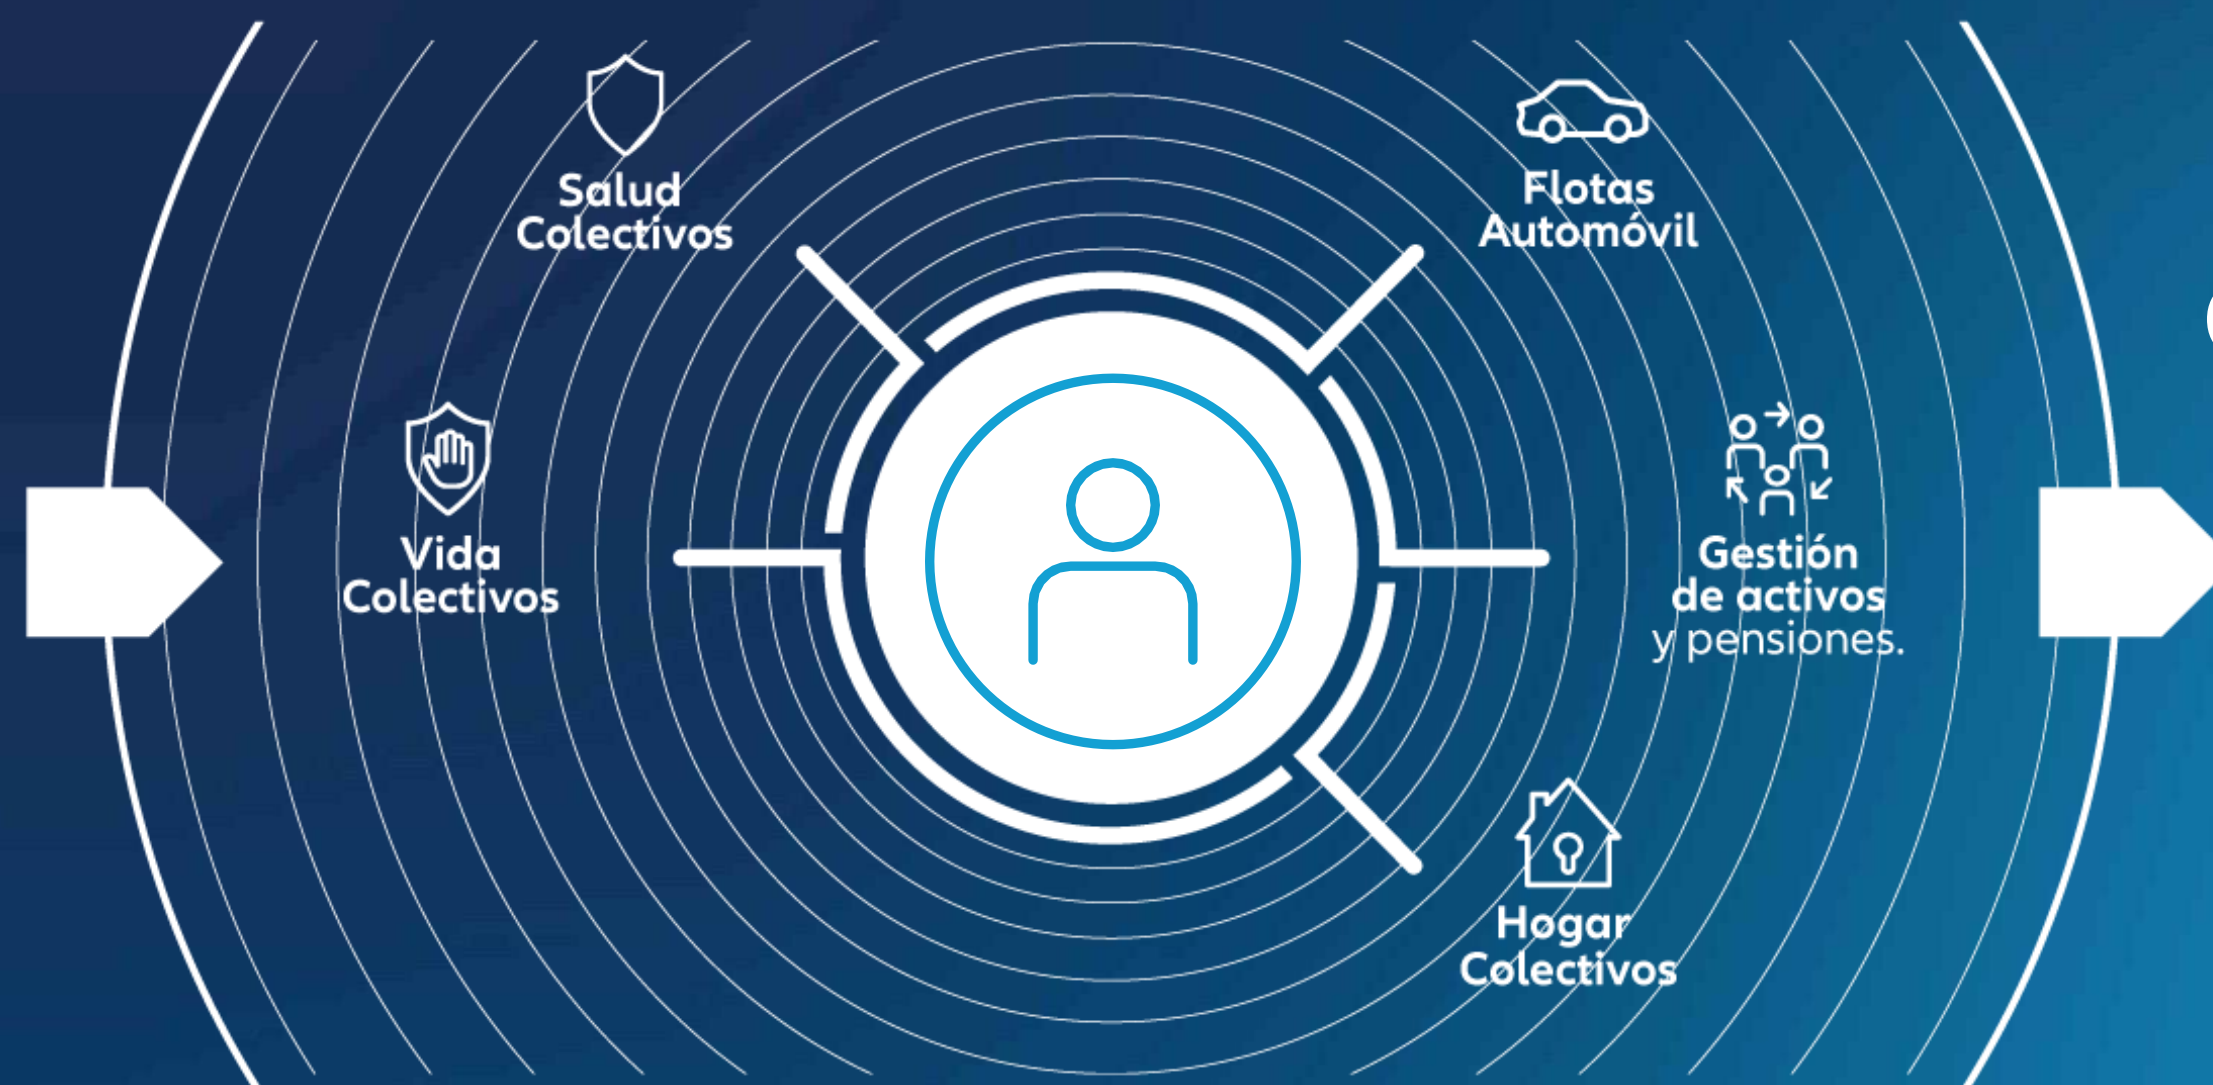 Salud
Colectivos
Flotas
Automóvil
Vida
Colectivos
Gestión
de activos
y pensiones.
Hogar
Colectivos